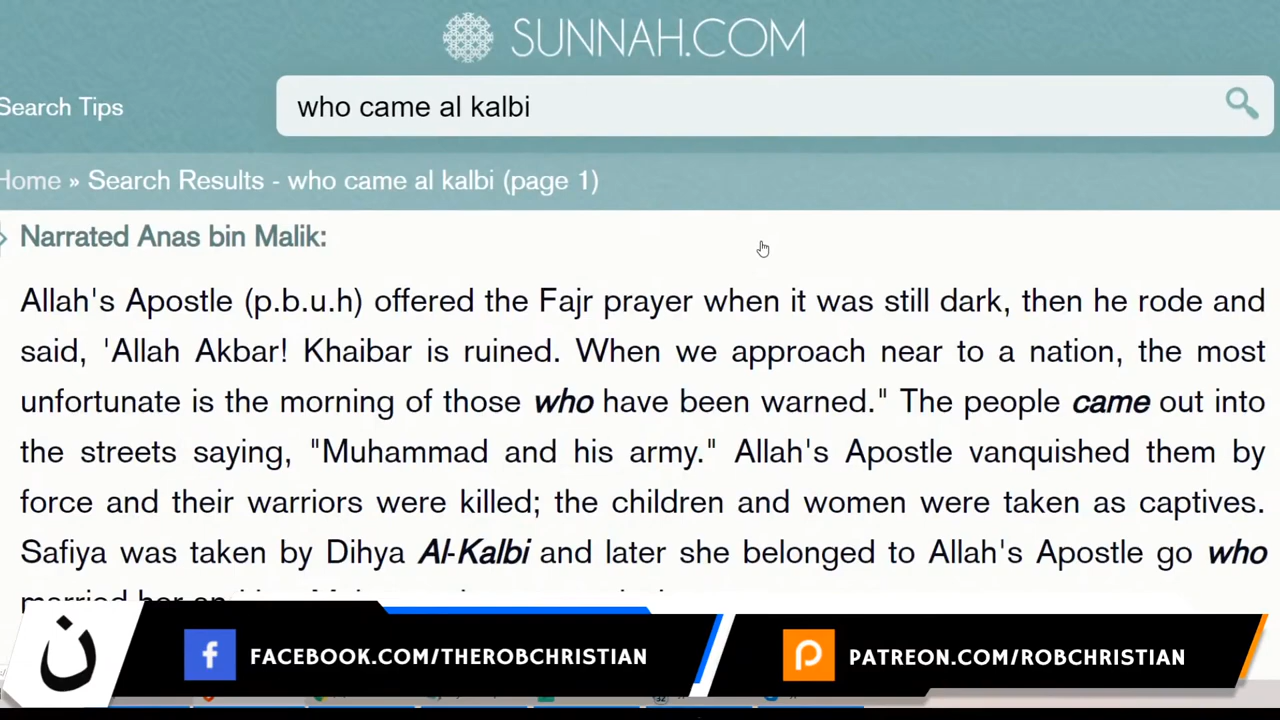 SUNNAH.COM
Search Tips
who came al kalbi
Home » Search Results - who came al kalbi (page 1)
Narrated Anas bin Malik:
Allah's Apostle (p.b.u.h) offered the Fajr prayer when it was still dark, then he rode and
said, 'Allah Akbar! Khaibar is ruined. When we approach near to a nation, the most
unfortunate is the morning of those who have been warned." The people came out into
the streets saying, "Muhammad and his army." Allah's Apostle vanquished them by
force and their warriors were killed; the children and women were taken as captives.
Safiya was taken by Dihya Al-Kalbi and later she belonged to Allah's Apostle go who
married her
ن
f
FACEBOOK.COM/THEROBCHRISTIAN
PATREON.COM/ROBCHRISTIAN